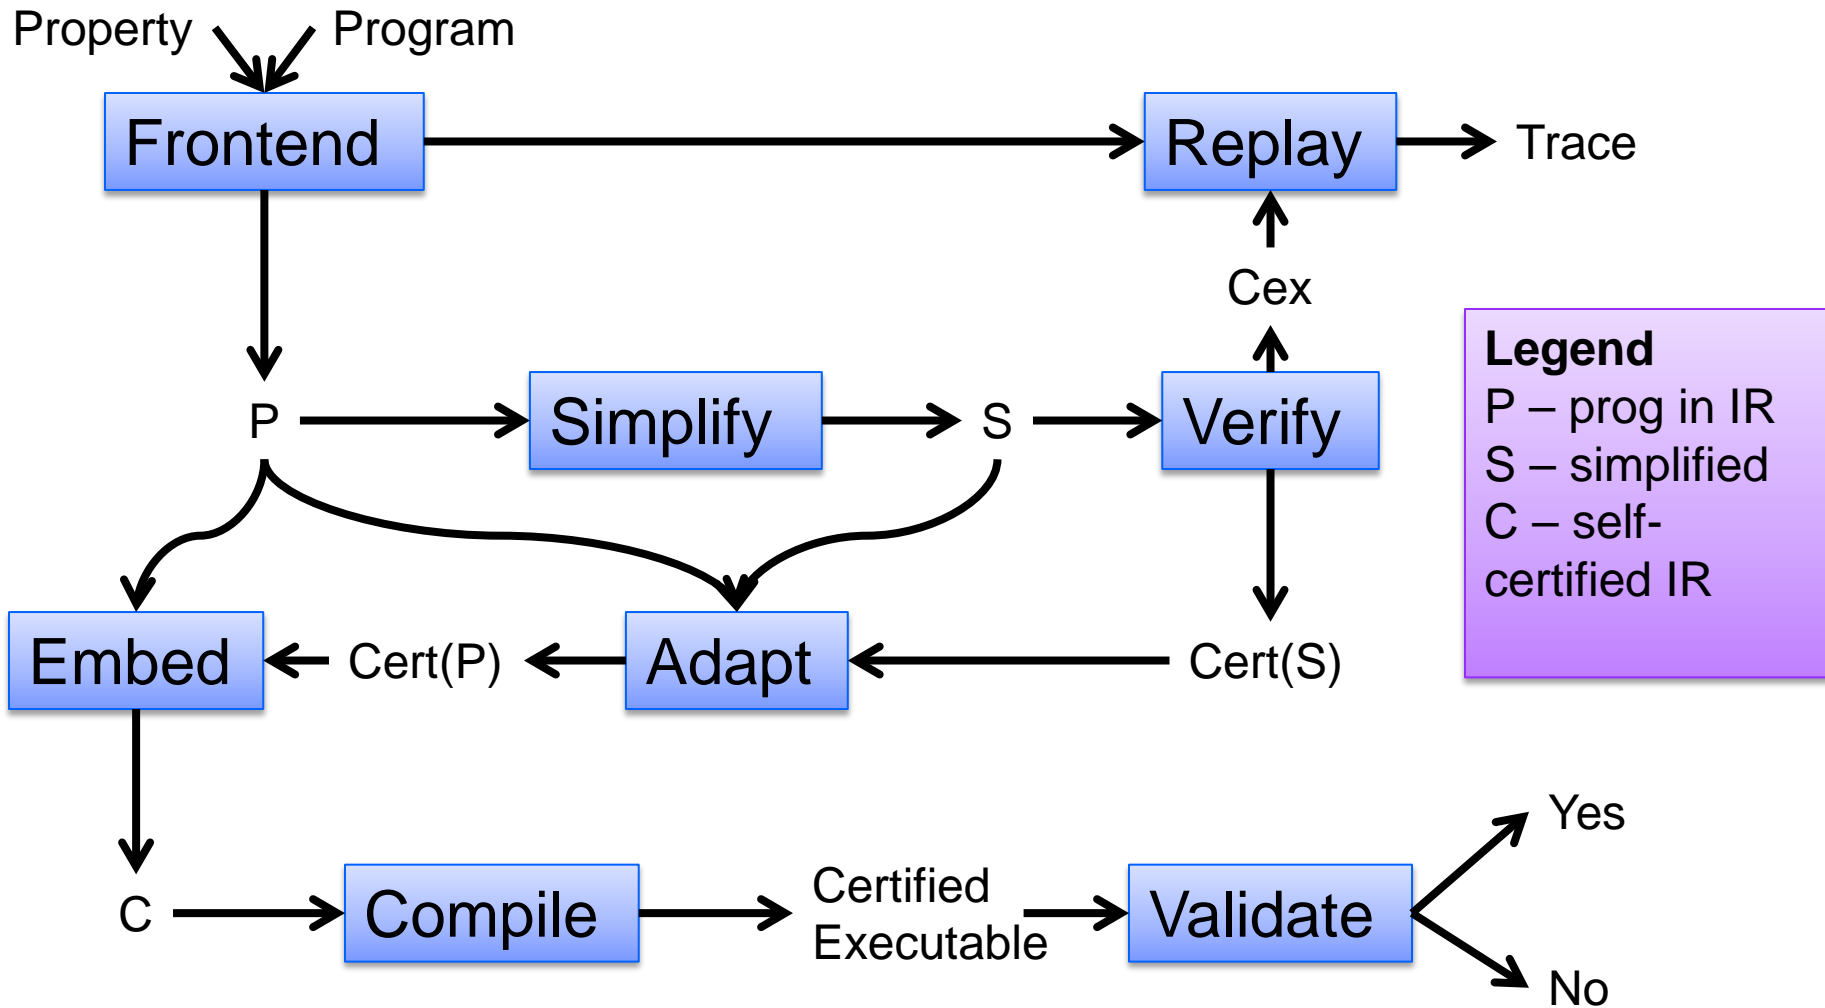 Property
Program
Frontend
Replay
Trace
Cex
Legend
P – prog in IR
S – simplified
C – self-
certified IR
P
Simplify
S
Verify
Embed
Cert(P)
Adapt
Cert(S)
C
Compile
Certified
Executable
Validate
Yes
No